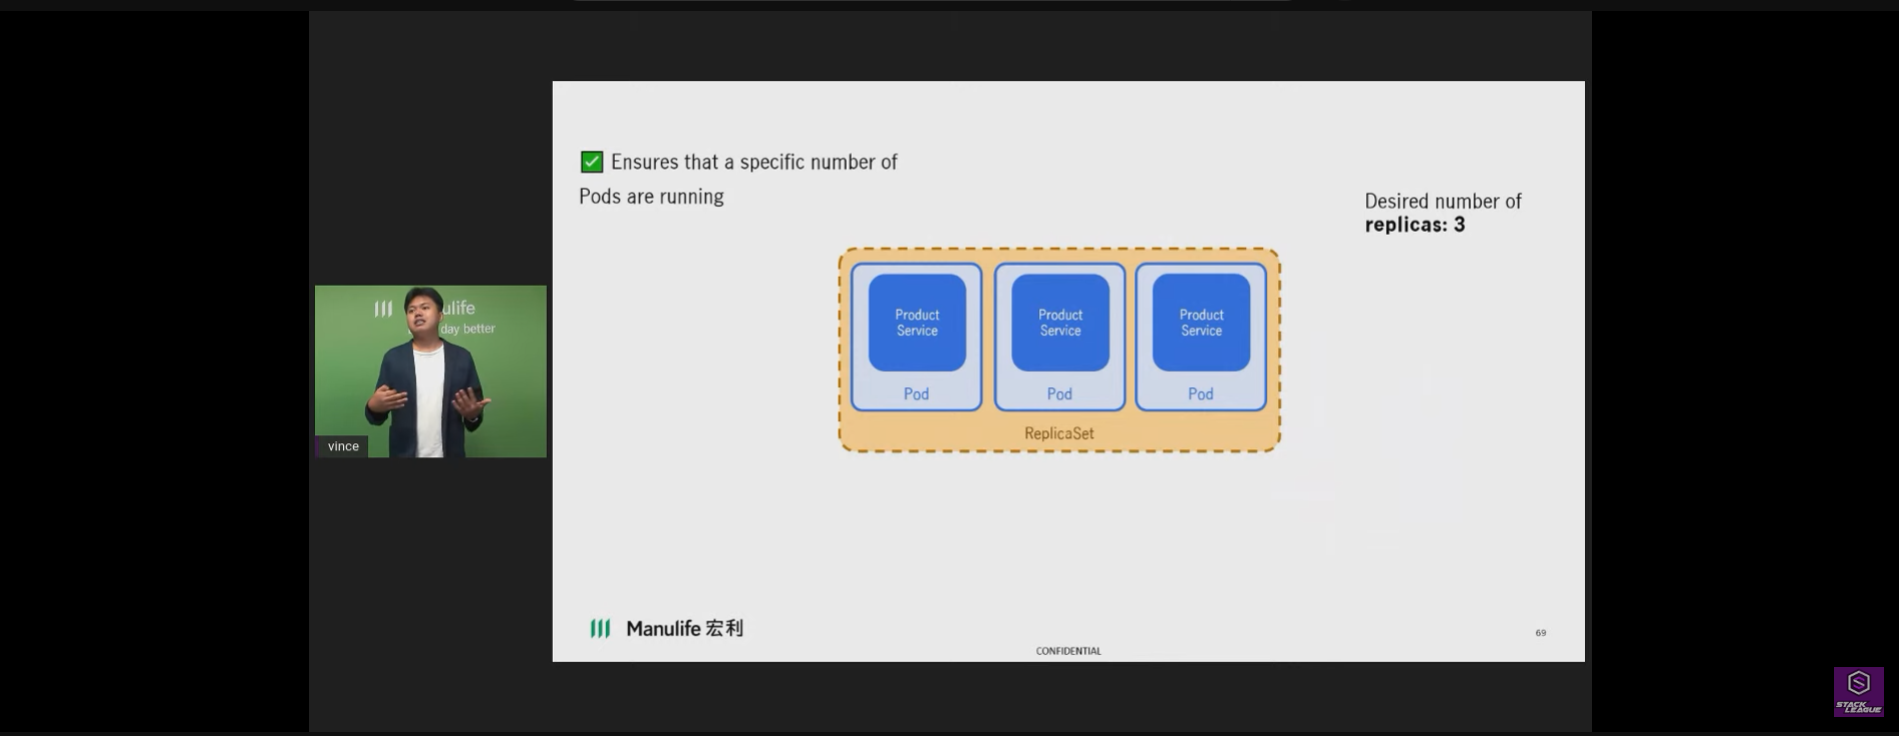 ✅ Ensures that a specific number of
Pods are running
Desired number of
replicas: 3
Product
Service
Pod
Product
Service
Pod
Product
Service
Pod
ReplicaSet
ulife
day better
vince
Manulife 宏利
69
CONFIDENTIAL
STACK
LEAGUE